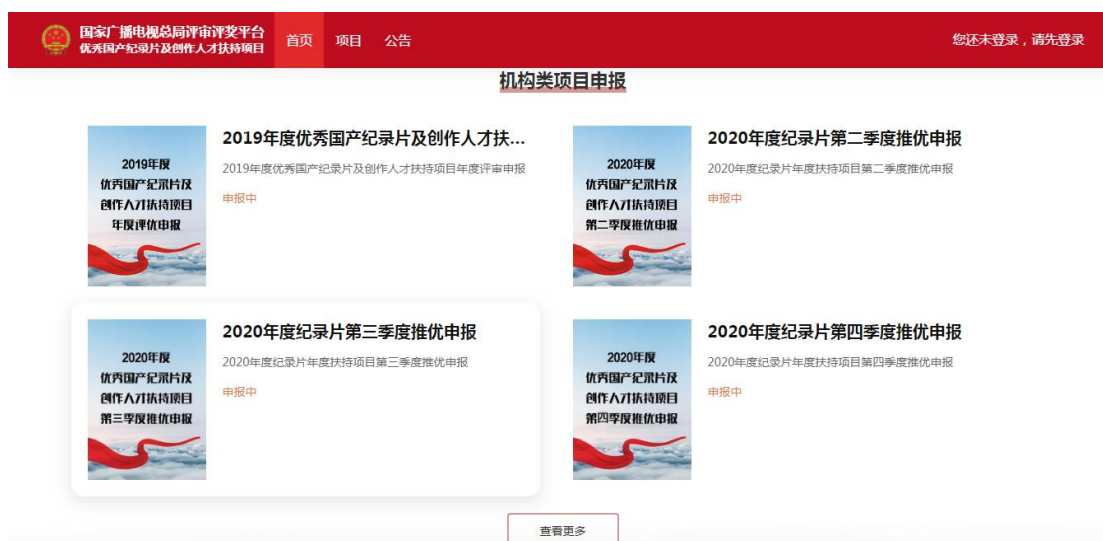 国家广播电视总局评审评奖平台
优秀国产纪录片及创作人才扶持项目
首页 项目 公告
您还未登录，请先登录
机构类项目申报
2019年度
优秀国产纪录片及
创作人才扶持项目
年度评优申报
2019年度优秀国产纪录片及创作人才扶...
2019年度优秀国产纪录片及创作人才扶持项目年度评审申报
申报中
2020年度
优秀国产纪录片及
创作人才扶持项目
第二季度推优申报
2020年度纪录片第二季度推优申报
2020年度纪录片年度扶持项目第二季度推优申报
申报中
2020年度
优秀国产纪录片及
创作人才扶持项目
第三季度推优申报
2020年度纪录片第三季度推优申报
2020年度纪录片年度扶持项目第三季度推优申报
申报中
2020年度
优秀国产纪录片及
创作人才扶持项目
第四季度推优申报
2020年度纪录片第四季度推优申报
2020年度纪录片年度扶持项目第四季度推优申报
申报中
查看更多